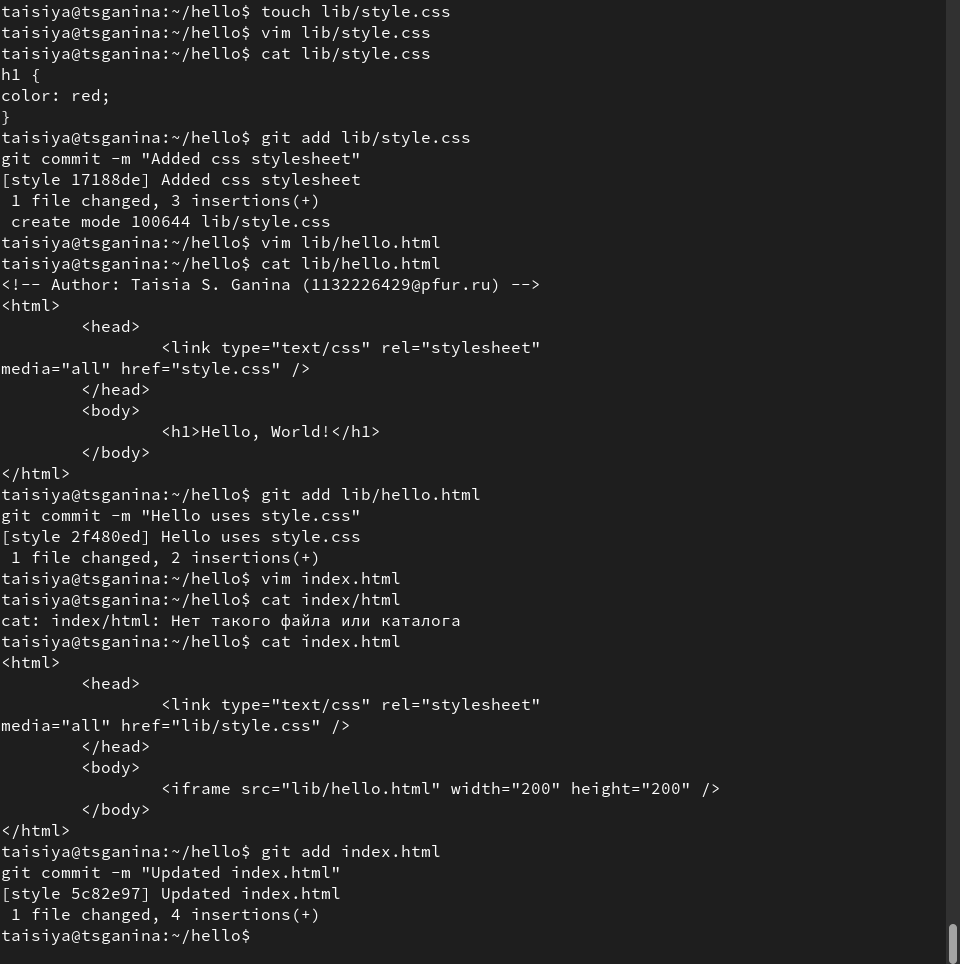 taisiya@tsganina:~/hello$ touch lib/style.css
taisiya@tsganina:~/hello$ vim lib/style.css
taisiya@tsganina:~/hello$ cat lib/style.css
h1 {
color: red;
}
taisiya@tsganina:~/hello$ git add lib/style.css
git commit -m "Added css stylesheet"
[style 17188de] Added css stylesheet
 1 file changed, 3 insertions(+)
 create mode 100644 lib/style.css
taisiya@tsganina:~/hello$ vim lib/hello.html
taisiya@tsganina:~/hello$ cat lib/hello.html
<!-- Author: Taisia S. Ganina (1132226429@pfur.ru) -->
<html>
        <head>
                <link type="text/css" rel="stylesheet"
media="all" href="style.css" />
        </head>
        <body>
                <h1>Hello, World!</h1>
        </body>
</html>
taisiya@tsganina:~/hello$ git add lib/hello.html
git commit -m "Hello uses style.css"
[style 2f480ed] Hello uses style.css
 1 file changed, 2 insertions(+)
taisiya@tsganina:~/hello$ vim index.html
taisiya@tsganina:~/hello$ cat index/html
cat: index/html: Нет такого файла или каталога
taisiya@tsganina:~/hello$ cat index.html
<html>
        <head>
                <link type="text/css" rel="stylesheet"
media="all" href="lib/style.css" />
        </head>
        <body>
                <iframe src="lib/hello.html" width="200" height="200" />
        </body>
</html>
taisiya@tsganina:~/hello$ git add index.html
git commit -m "Updated index.html"
[style 5c82e97] Updated index.html
 1 file changed, 4 insertions(+)
taisiya@tsganina:~/hello$